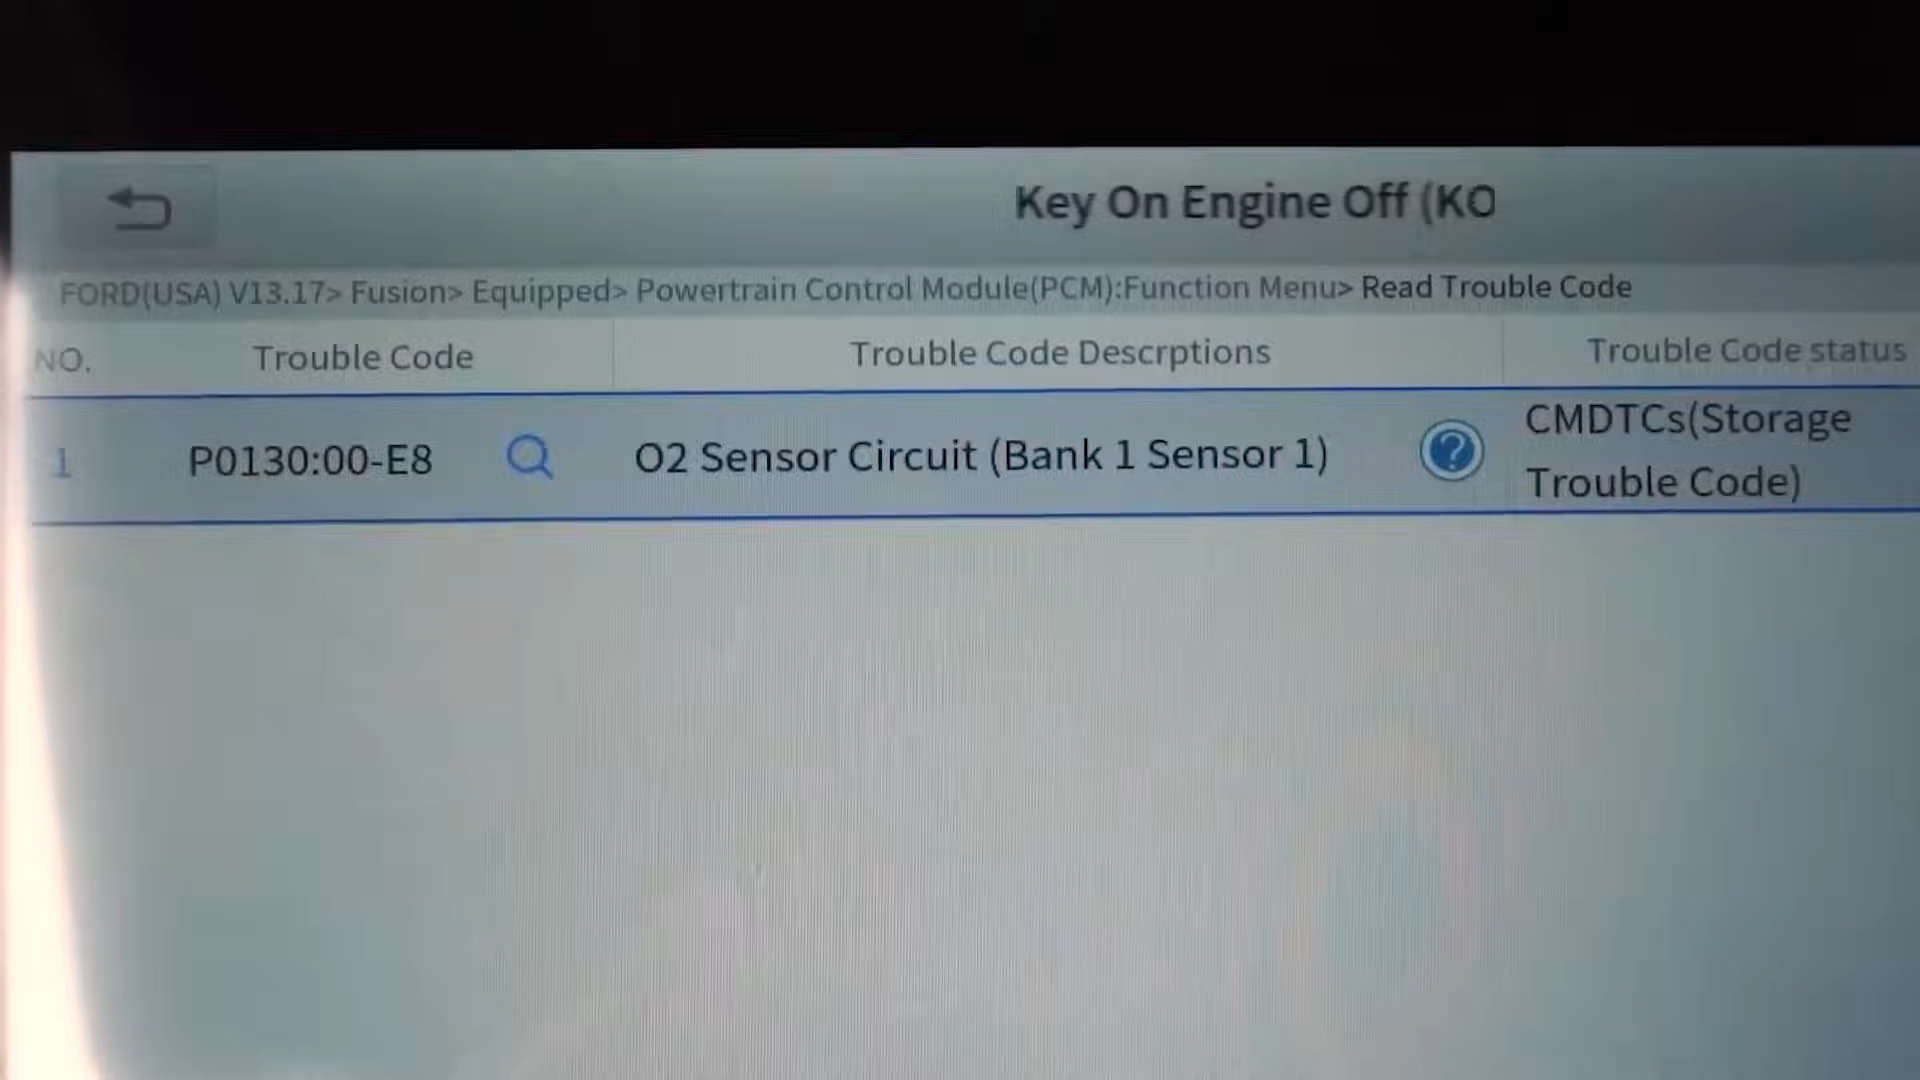 Key On Engine Off (KO
FORD(USA) V13.17> Fusion> Equipped> Powertrain Control Module(PCM):Function Menu> Read Trouble Code
NO. Trouble Code Trouble Code Descrptions Trouble Code status
1 P0130:00-E8 O2 Sensor Circuit (Bank 1 Sensor 1) ? CMDTCs(Storage
Trouble Code)